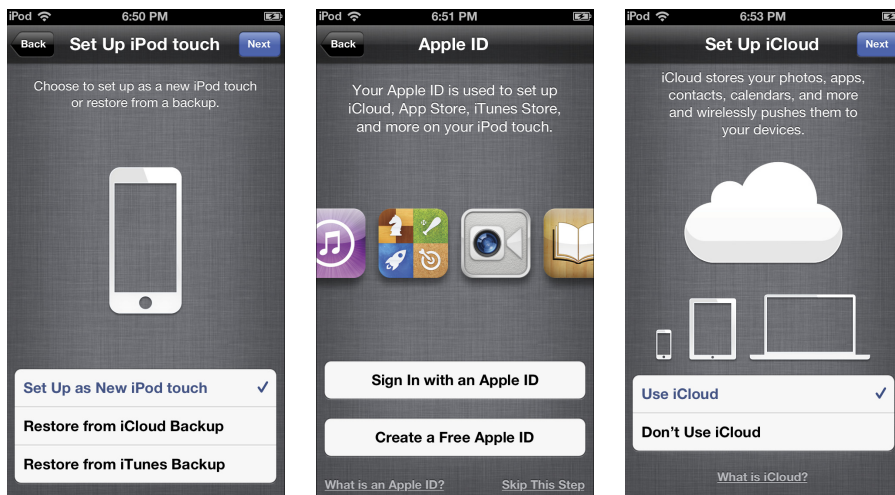 iPod 6:50 PM
Back Set Up iPod touch Next
Choose to set up as a new iPod touch
or restore from a backup.
Set Up as New iPod touch
Restore from iCloud Backup
Restore from iTunes Backup
iPod 6:51 PM
Back Apple ID
Your Apple ID is used to set up
iCloud, App Store, iTunes Store,
and more on your iPod touch.
Sign In with an Apple ID
Create a Free Apple ID
What is an Apple ID? Skip This Step
iPod 6:53 PM
Set Up iCloud Next
iCloud stores your photos, apps,
contacts, calendars, and more
and wirelessly pushes them to
your devices.
Use iCloud
Don’t Use iCloud
What is iCloud?